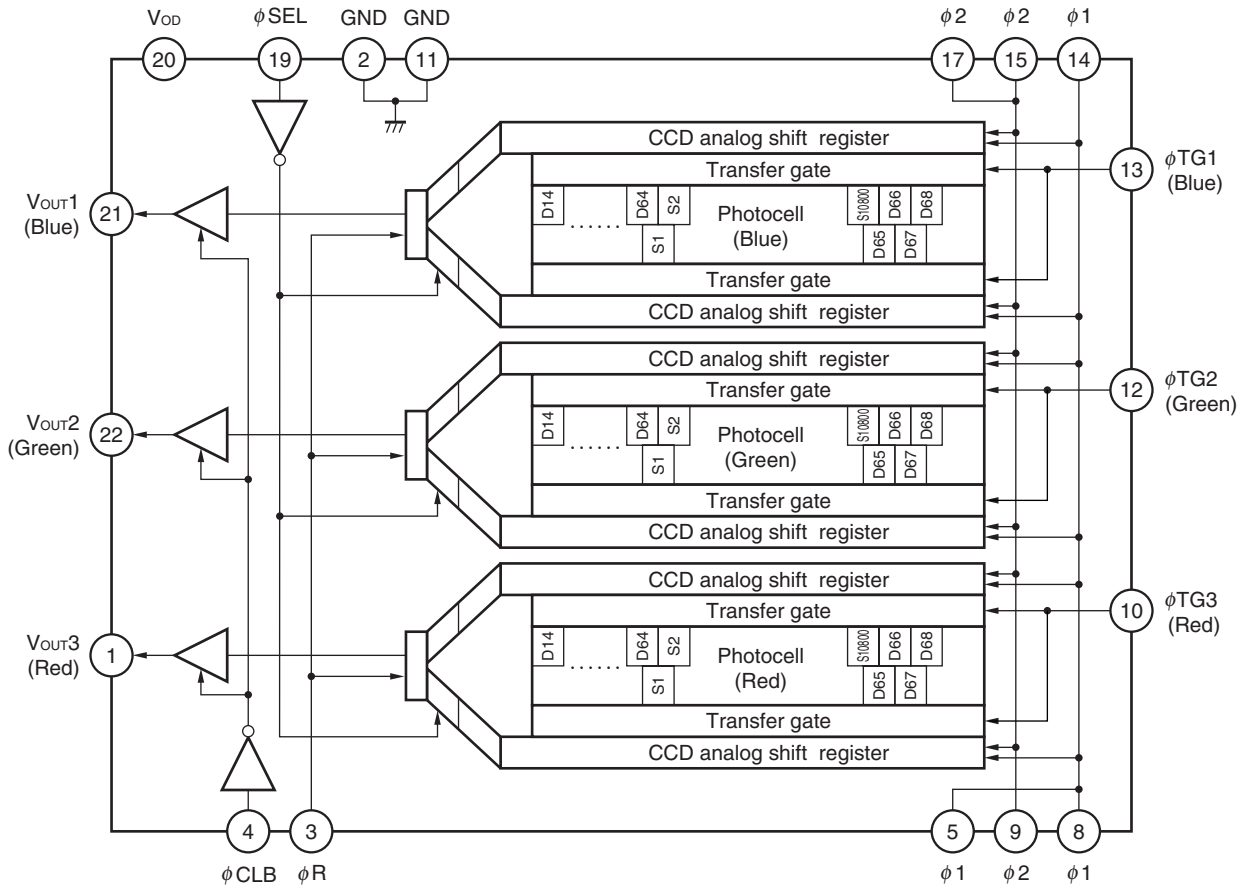 VOD φSEL GND GND φ2 φ2 φ1
20 19 2 11 17 15 14
CCD analog shift register
Transfer gate
13 φTG1
(Blue)
VOUT1
(Blue)
21
D14 ...... D64 S2 S1
Photocell
(Blue)
S10800 D66 D68 D65 D67
Transfer gate
CCD analog shift register
CCD analog shift register
Transfer gate
12 φTG2
(Green)
VOUT2
(Green)
22
D14 ...... D64 S2 S1
Photocell
(Green)
S10800 D66 D68 D65 D67
Transfer gate
CCD analog shift register
CCD analog shift register
Transfer gate
10 φTG3
(Red)
VOUT3
(Red)
1
D14 ...... D64 S2 S1
Photocell
(Red)
S10800 D66 D68 D65 D67
Transfer gate
CCD analog shift register
4 3 5 9 8
φCLB φR φ1 φ2 φ1